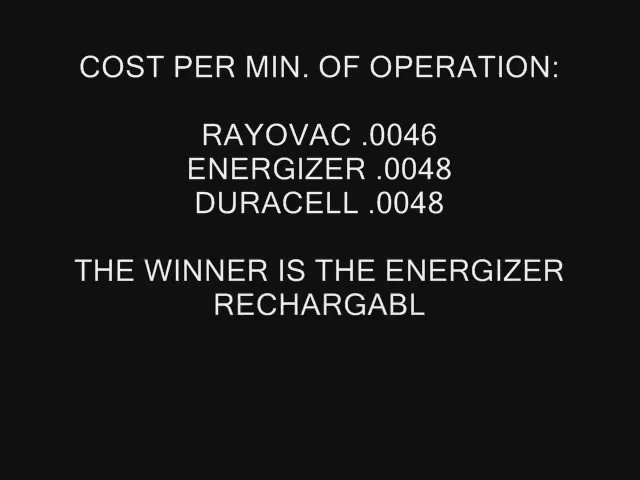 COST PER MIN. OF OPERATION:
RAYOVAC .0046
ENERGIZER .0048
DURACELL .0048
THE WINNER IS THE ENERGIZER
RECHARGABL